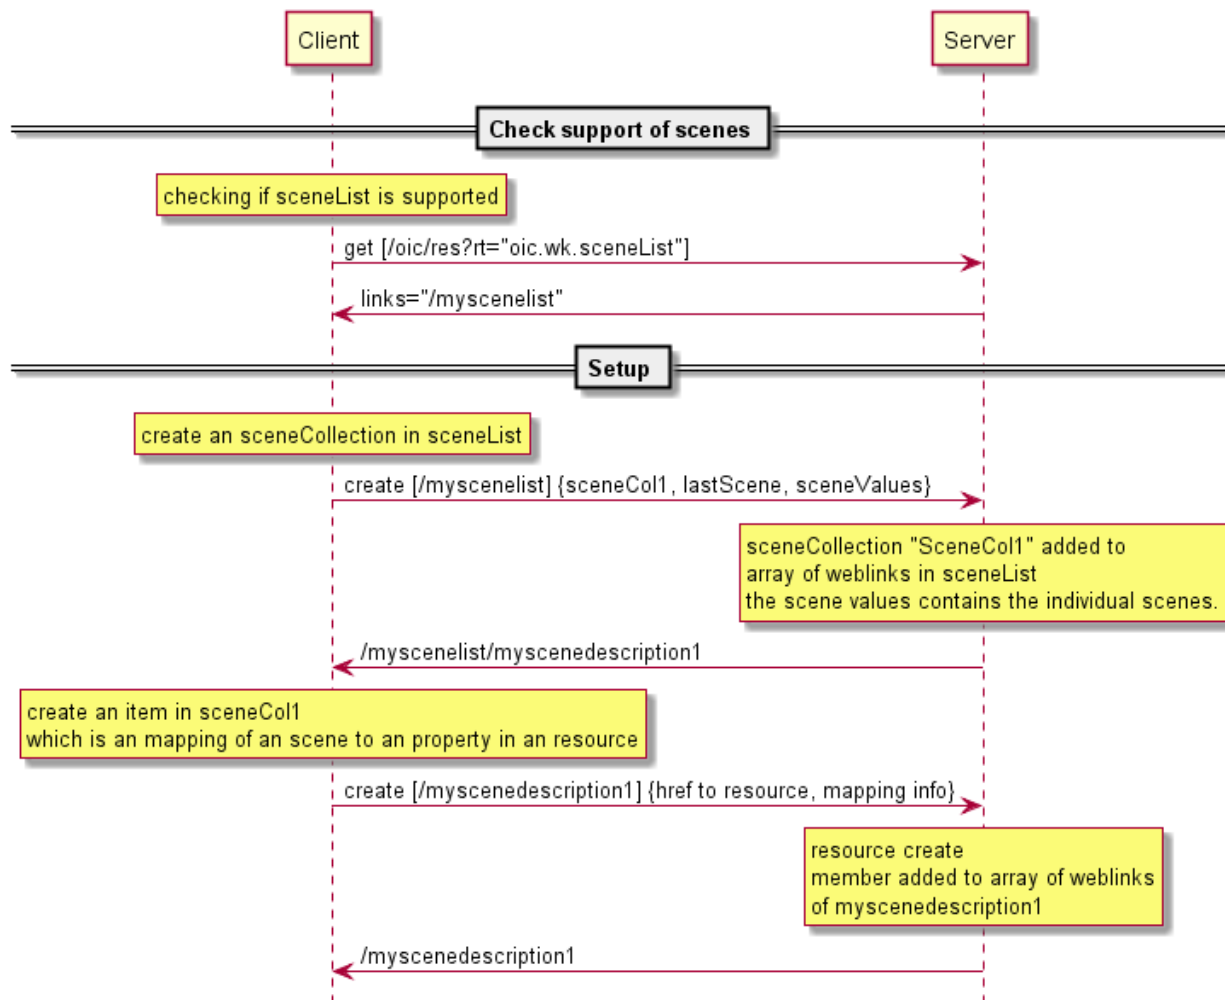 Client
Server
Check support of scenes
checking if sceneList is supported
get [/oic/res?rt="oic.wk.sceneList"]
links="/myscenelist"
Setup
create an sceneCollection in sceneList
create [/myscenelist] {sceneCol1, lastScene, sceneValues}
sceneCollection "SceneCol1" added to
array of weblinks in sceneList
the scene values contains the individual scenes.
/myscenelist/myscenedescription1
create an item in sceneCol1
which is an mapping of an scene to an property in an resource
create [/myscenedescription1] {href to resource, mapping info}
resource create
member added to array of weblinks
of myscenedescription1
/myscenedescription1